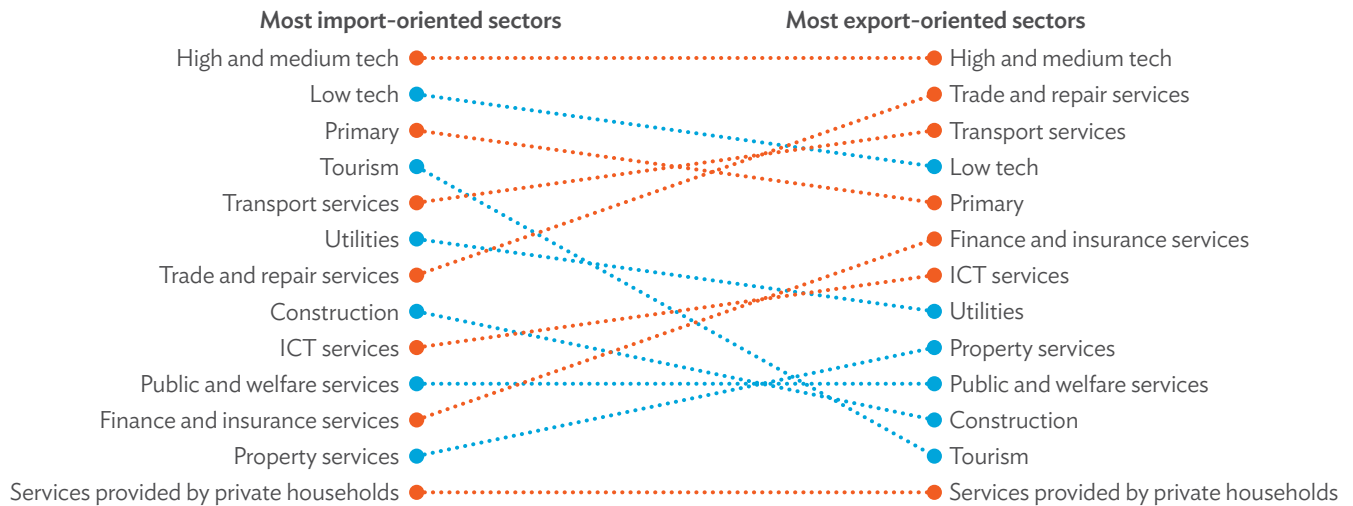 Most import-oriented sectors
High and medium tech
Low tech
Primary
Tourism
Transport services
Utilities
Trade and repair services
Construction
ICT services
Public and welfare services
Finance and insurance services
Property services
Services provided by private households
Most export-oriented sectors
High and medium tech
Trade and repair services
Transport services
Low tech
Primary
Finance and insurance services
ICT services
Utilities
Property services
Public and welfare services
Construction
Tourism
Services provided by private households